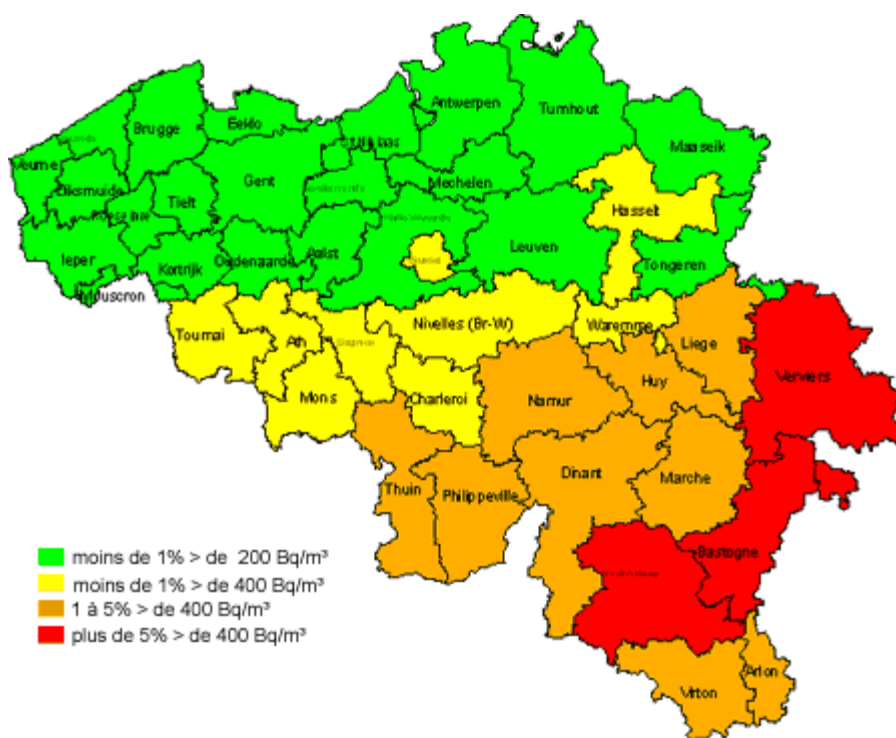 Antwerpen
Turnhout
Brugge
Eeklo
Maaseik
Veurne
Diksmuide
Tielt
Gent
Mechelen
Hasselt
Ieper
Kortrijk
Oudenaarde
Aalst
Leuven
Tongeren
Mouscron
Tournai
Ath
Nivelles (Br-W)
Waremme
Liege
Verviers
Mons
Charleroi
Namur
Huy
Thuin
Philippeville
Dinant
Marche
Bastogne
Virton
Arlon
moins de 1% > de 200 Bq/m³
moins de 1% > de 400 Bq/m³
1 à 5% > de 400 Bq/m³
plus de 5% > de 400 Bq/m³